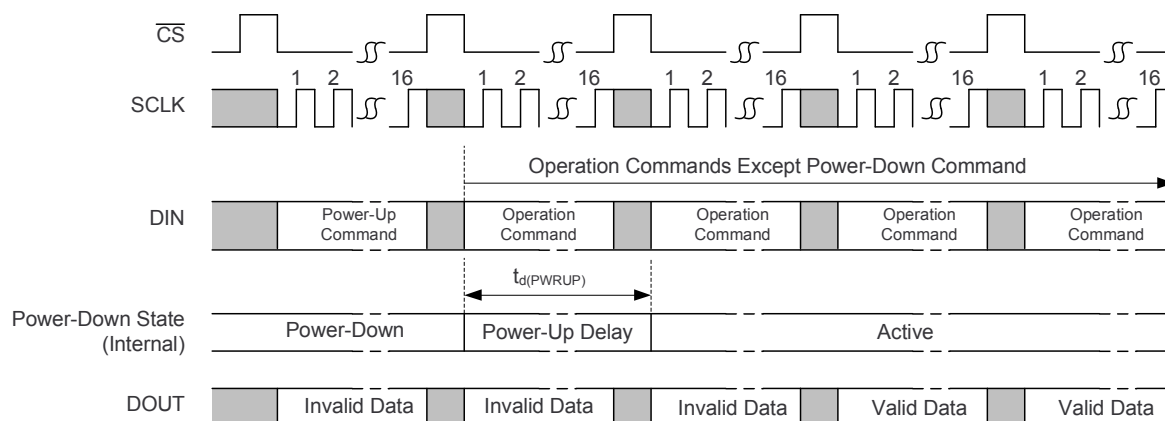 CS
1 2 16 1 2 16 1 2 16 1 2 16 1 2 16
SCLK
Operation Commands Except Power-Down Command
DIN
Power-Up Command
Operation Command
Operation Command
Operation Command
Operation Command
td(PWRUP)
Power-Down State
(Internal)
Power-Down
Power-Up Delay
Active
DOUT
Invalid Data
Invalid Data
Invalid Data
Valid Data
Valid Data